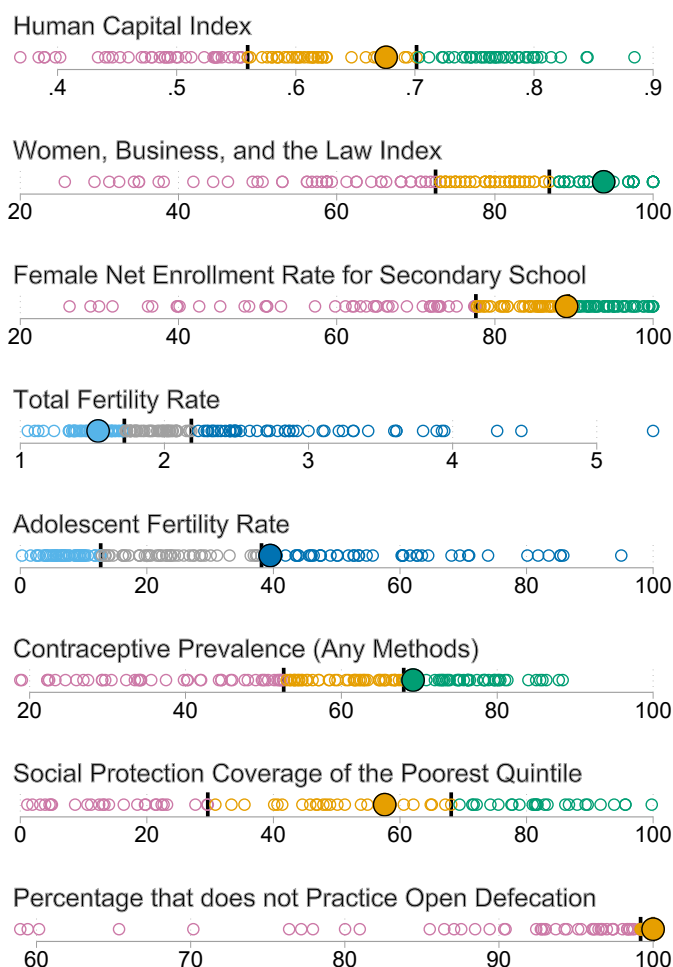 Human Capital Index
.4 .5 .6 .7 .8 .9
Women, Business, and the Law Index
20 40 60 80 100
Female Net Enrollment Rate for Secondary School
20 40 60 80 100
Total Fertility Rate
1 2 3 4 5
Adolescent Fertility Rate
0 20 40 60 80 100
Contraceptive Prevalence (Any Methods)
20 40 60 80 100
Social Protection Coverage of the Poorest Quintile
0 20 40 60 80 100
Percentage that does not Practice Open Defecation
60 70 80 90 100